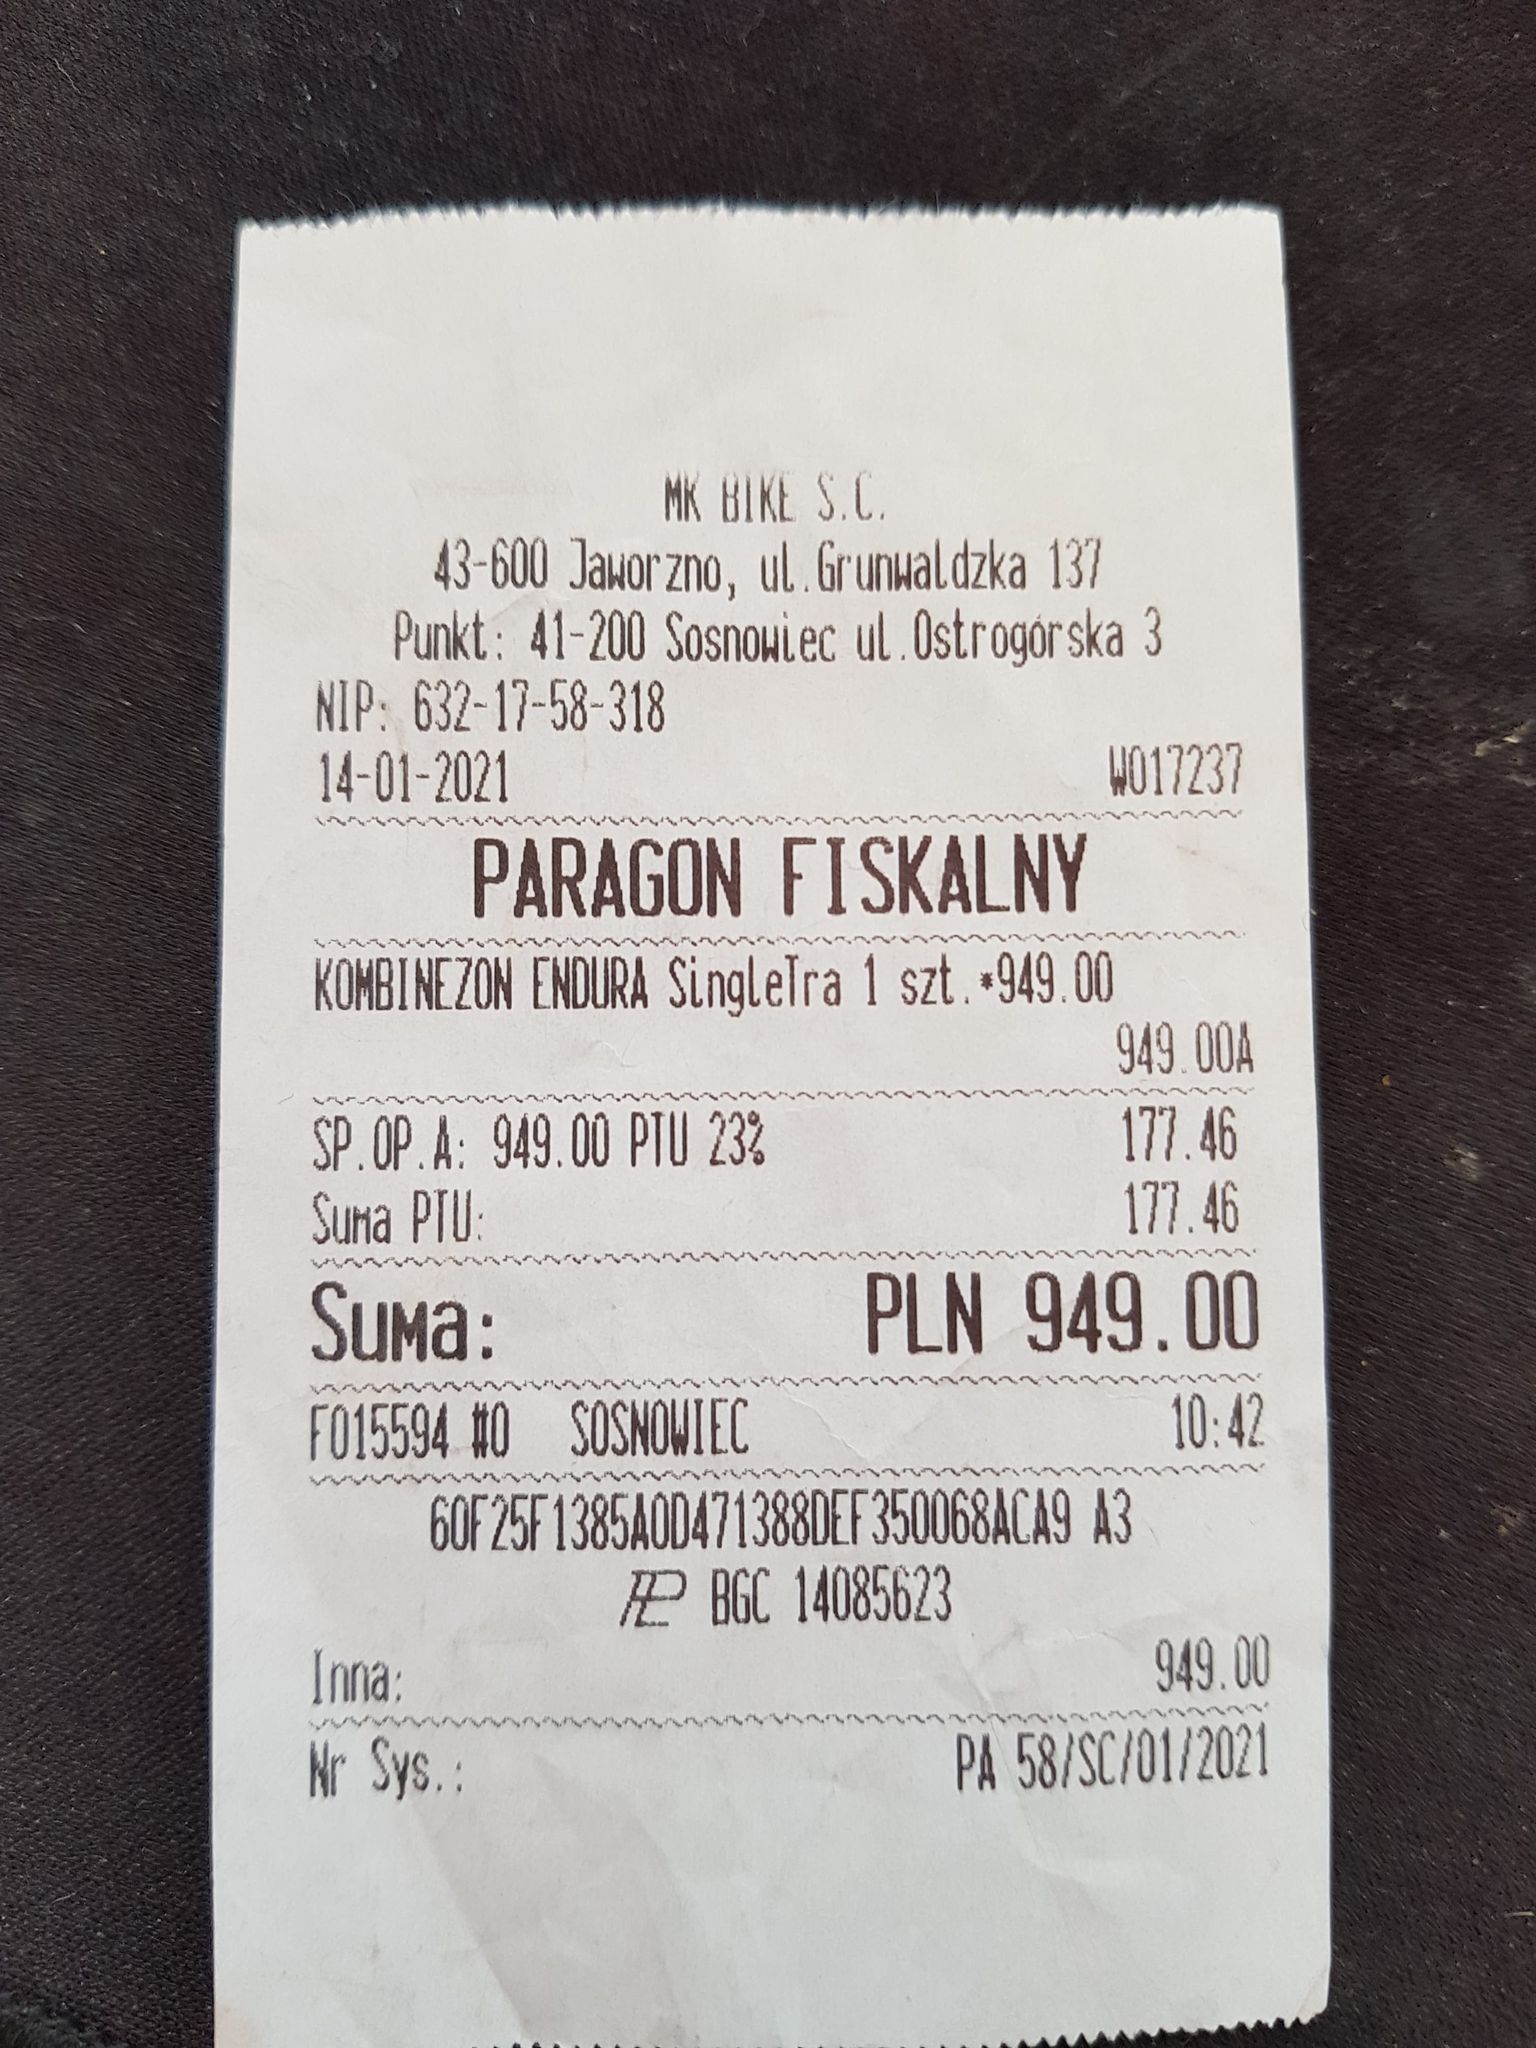 MK BIKE S.C.
43-600 Jaworzno, ul.Grunwaldzka 137
Punkt: 41-200 Sosnowiec ul.Ostrogórska 3
NIP: 632-17-58-318
14-01-2021 W017237
PARAGON FISKALNY
KOMBINEZON ENDURA SingleTra 1 szt.*949.00
949.00A
SP.OP.A: 949.00 PTU 23% 177.46
Suma PTU: 177.46
Suma: PLN 949.00
F015594 #0 SOSNOWIEC 10:42
60F25F1385A0D471388DEF350068ACA9 A3
PL BGC 14085623
Inna: 949.00
Nr Sys.: PA 58/SC/01/2021